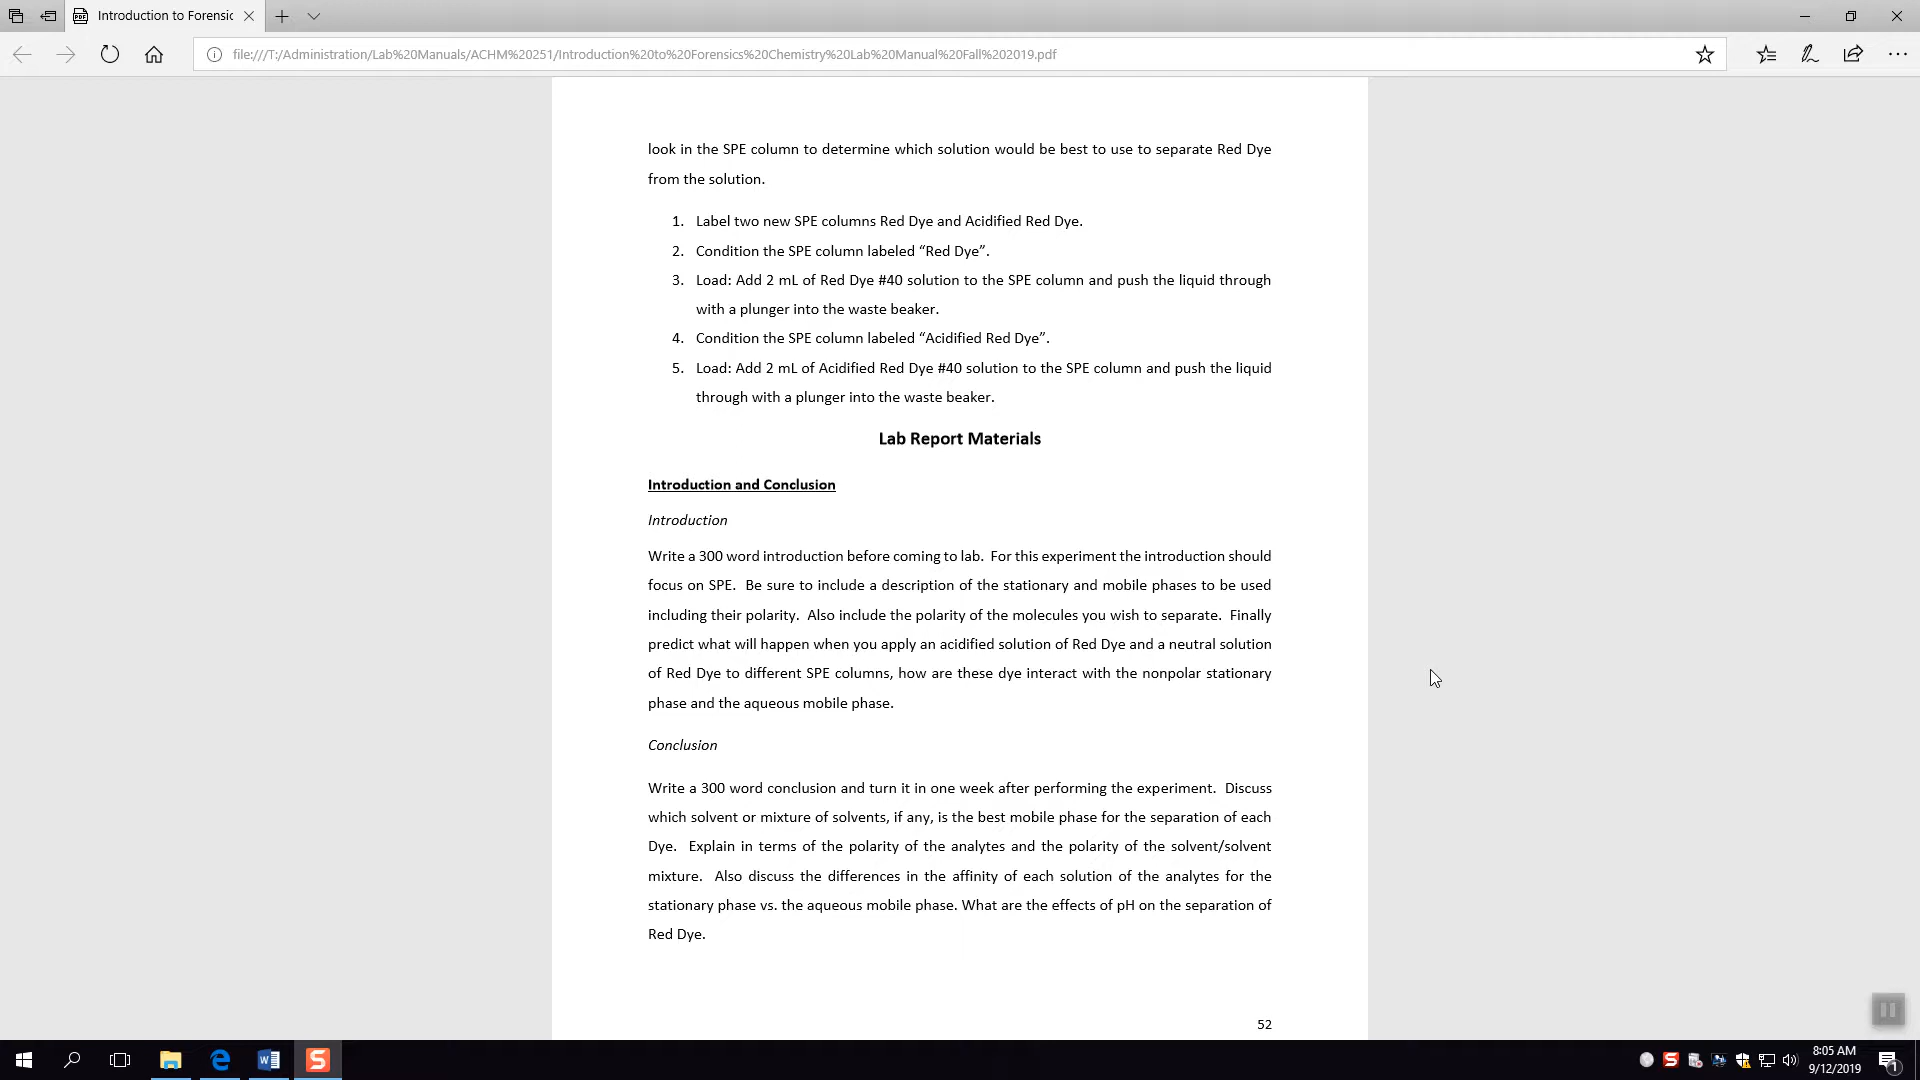 Introduction to Forensic
file:///T:/Administration/Lab%20Manuals/ACHM%20251/Introduction%20to%20Forensics%20Chemistry%20Lab%20Manual%20Fall%202019.pdf
look in the SPE column to determine which solution would be best to use to separate Red Dye
from the solution.
1. Label two new SPE columns Red Dye and Acidified Red Dye.
2. Condition the SPE column labeled “Red Dye”.
3. Load: Add 2 mL of Red Dye #40 solution to the SPE column and push the liquid through
with a plunger into the waste beaker.
4. Condition the SPE column labeled “Acidified Red Dye”.
5. Load: Add 2 mL of Acidified Red Dye #40 solution to the SPE column and push the liquid
through with a plunger into the waste beaker.
Lab Report Materials
Introduction and Conclusion
Introduction
Write a 300 word introduction before coming to lab. For this experiment the introduction should
focus on SPE. Be sure to include a description of the stationary and mobile phases to be used
including their polarity. Also include the polarity of the molecules you wish to separate. Finally
predict what will happen when you apply an acidified solution of Red Dye and a neutral solution
of Red Dye to different SPE columns, how are these dye interact with the nonpolar stationary
phase and the aqueous mobile phase.
Conclusion
Write a 300 word conclusion and turn it in one week after performing the experiment. Discuss
which solvent or mixture of solvents, if any, is the best mobile phase for the separation of each
Dye. Explain in terms of the polarity of the analytes and the polarity of the solvent/solvent
mixture. Also discuss the differences in the affinity of each solution of the analytes for the
stationary phase vs. the aqueous mobile phase. What are the effects of pH on the separation of
Red Dye.
52
8:05 AM
9/12/2019